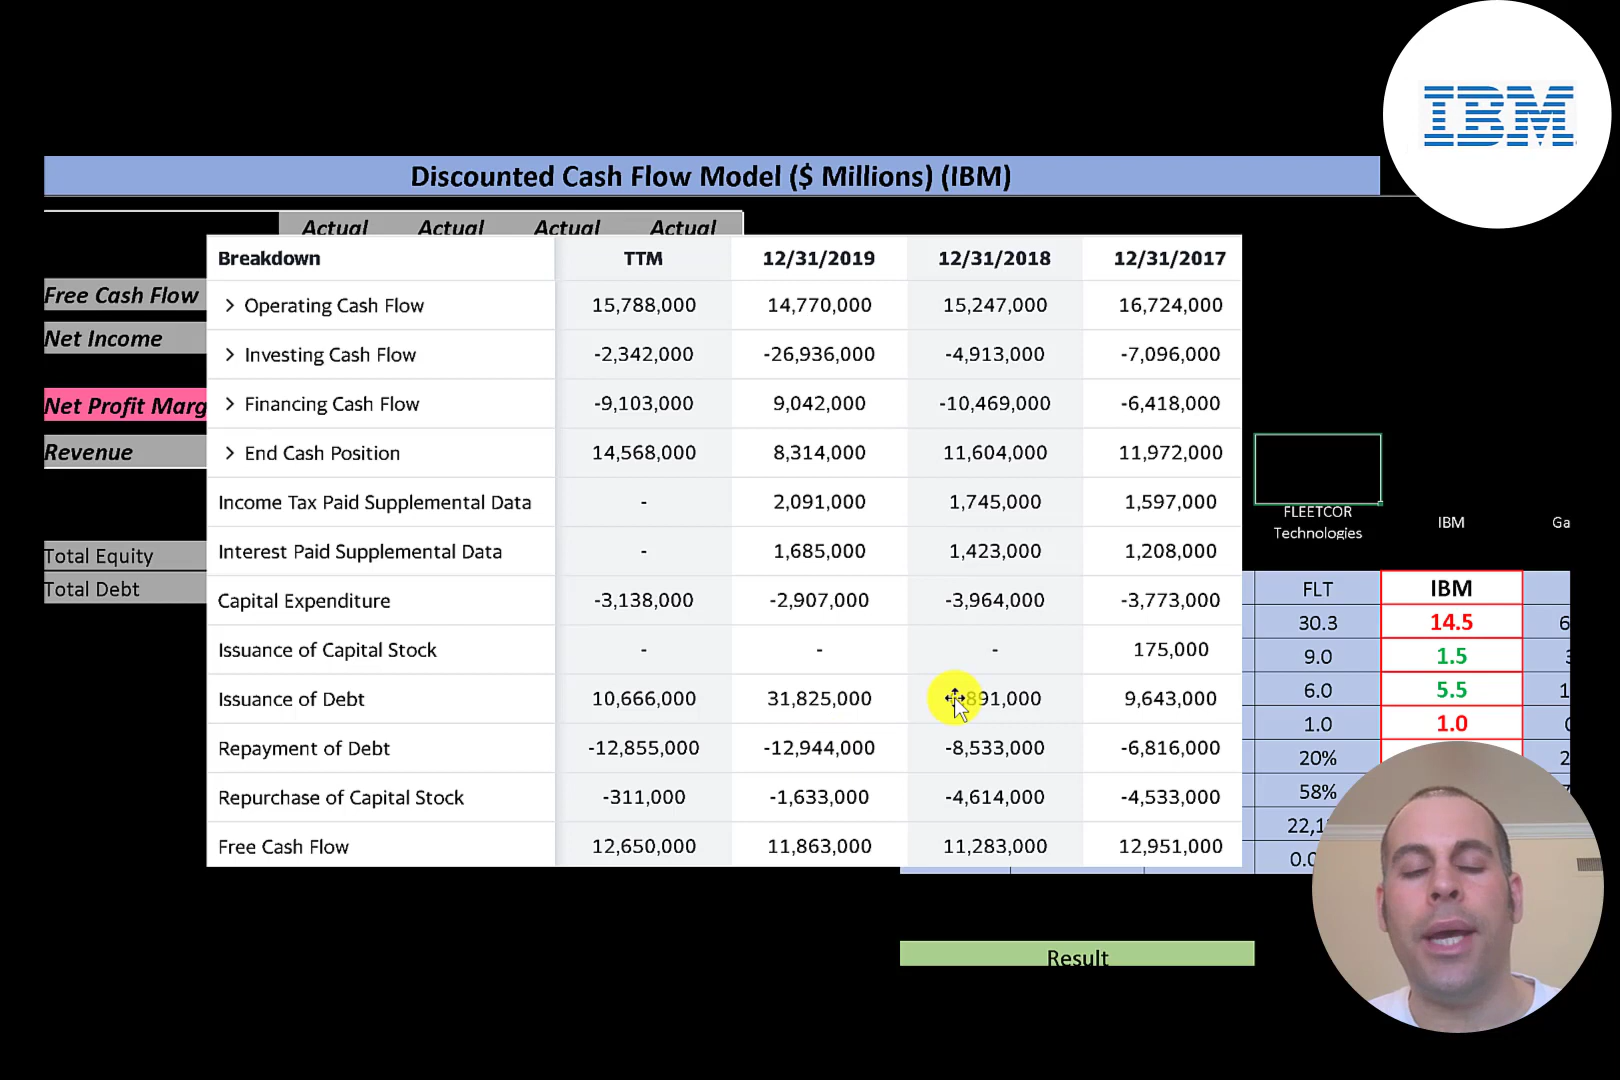 IBM
Discounted Cash Flow Model ($ Millions) (IBM)
Actual Actual Actual Actual
Breakdown TTM 12/31/2019 12/31/2018 12/31/2017
Free Cash Flow
Net Income
Net Profit Marg
Revenue
Total Equity
Total Debt
> Operating Cash Flow 15,788,000 14,770,000 15,247,000 16,724,000
> Investing Cash Flow -2,342,000 -26,936,000 -4,913,000 -7,096,000
> Financing Cash Flow -9,103,000 9,042,000 -10,469,000 -6,418,000
> End Cash Position 14,568,000 8,314,000 11,604,000 11,972,000
Income Tax Paid Supplemental Data - 2,091,000 1,745,000 1,597,000
Interest Paid Supplemental Data - 1,685,000 1,423,000 1,208,000
Capital Expenditure -3,138,000 -2,907,000 -3,964,000 -3,773,000
Issuance of Capital Stock - - - 175,000
Issuance of Debt 10,666,000 31,825,000 891,000 9,643,000
Repayment of Debt -12,855,000 -12,944,000 -8,533,000 -6,816,000
Repurchase of Capital Stock -311,000 -1,633,000 -4,614,000 -4,533,000
Free Cash Flow 12,650,000 11,863,000 11,283,000 12,951,000
FLEETCOR
Technologies
IBM
Ga
FLT IBM
30.3 14.5 6
9.0 1.5
6.0 5.5 1
1.0 1.0
20% 2
58%
22,1
0.0
Result